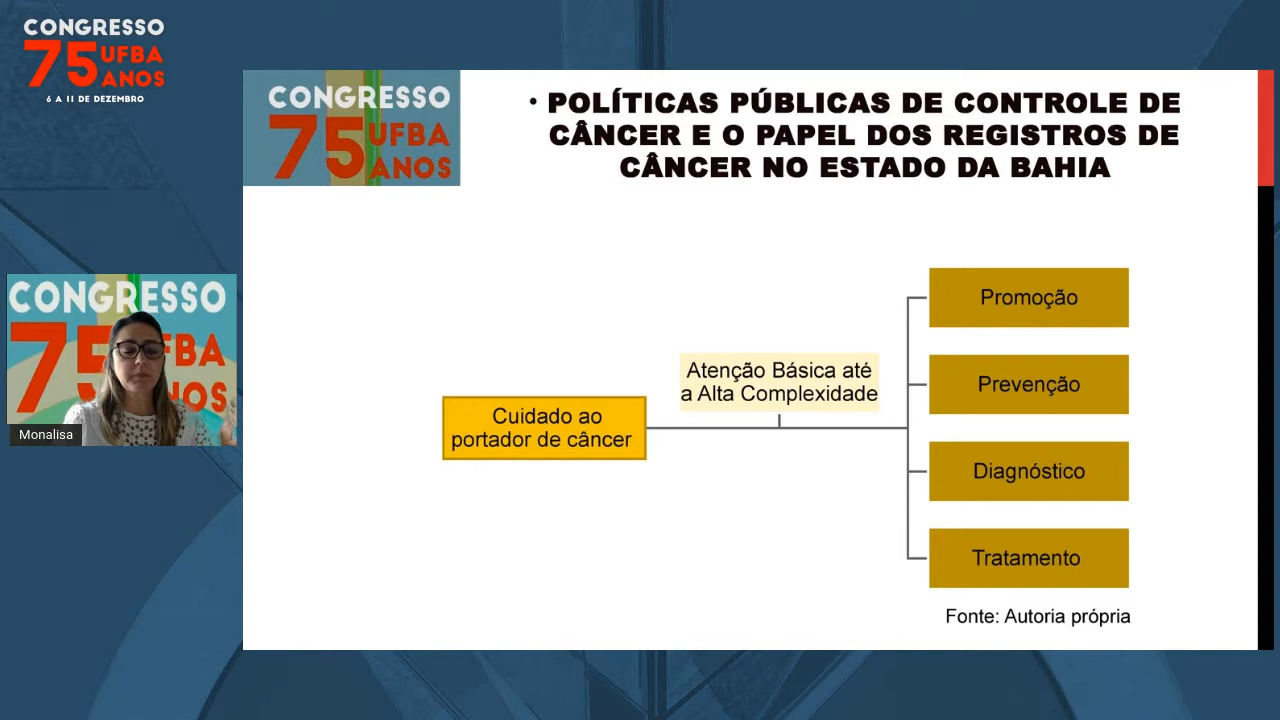 CONGRESSO
75 UFBA
ANOS
6 A 11 DE DEZEMBRO
CONGRESSO
75 UFBA
ANOS
• POLÍTICAS PÚBLICAS DE CONTROLE DE
CÂNCER E O PAPEL DOS REGISTROS DE
CÂNCER NO ESTADO DA BAHIA
CONGRESSO
Monalisa
Cuidado ao
portador de câncer
Atenção Básica até
a Alta Complexidade
Promoção
Prevenção
Diagnóstico
Tratamento
Fonte: Autoria própria